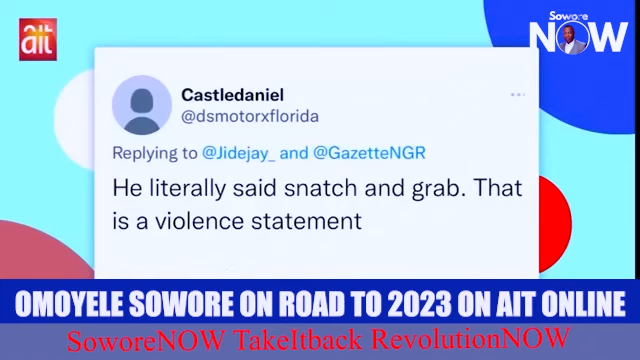 ait
Sowore
NOW
Castledaniel
@dsmotorxflorida
Replying to @Jidejay_ and @GazetteNGR
He literally said snatch and grab. That
is a violence statement
OMOYELE SOWORE ON ROAD TO 2023 ON AIT ONLINE
SoworeNOW TakeItback RevolutionNOW